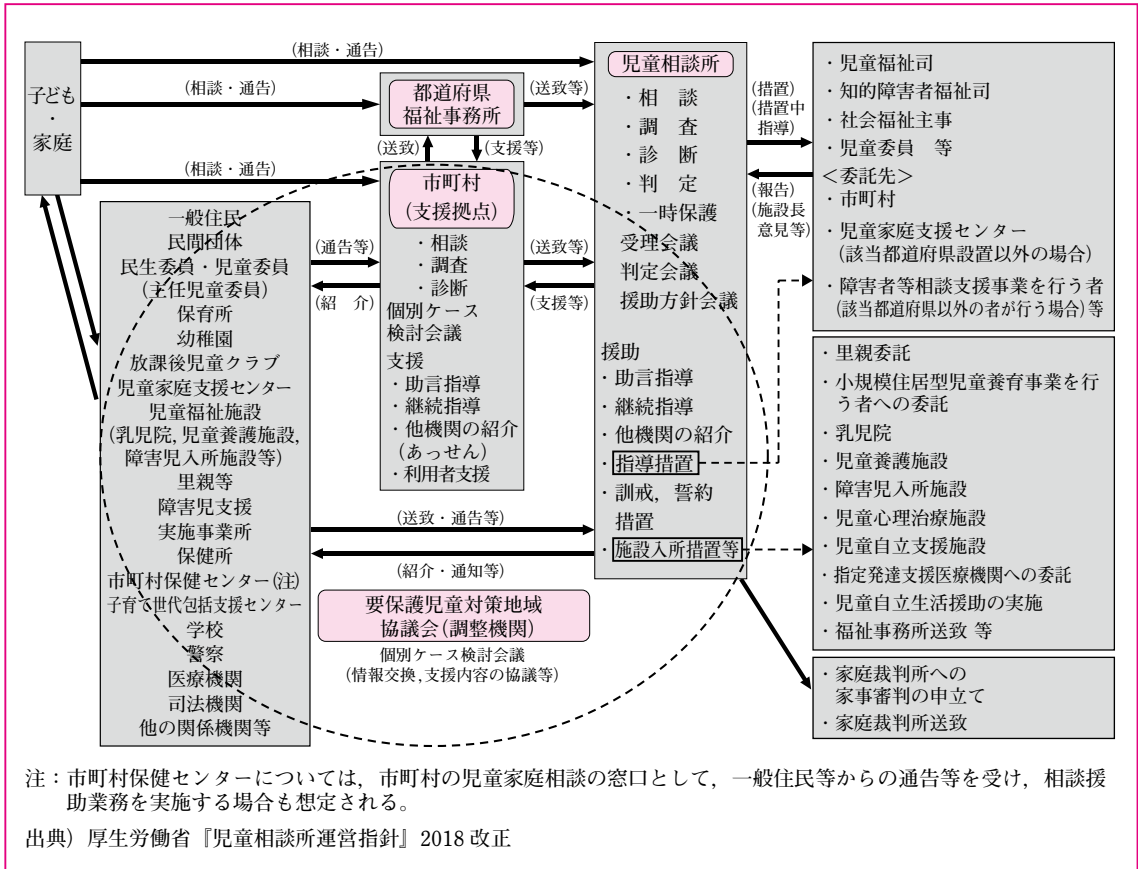 子ども
・
家庭
(相談・通告)
(相談・通告)
(相談・通告)
都道府県
福祉事務所
(送致等)
(送致)
(支援等)
一般住民
民間団体
民生委員・児童委員
(主任児童委員)
保育所
幼稚園
放課後児童クラブ
児童家庭支援センター
児童福祉施設
(乳児院,児童養護施設,
障害児入所施設等)
里親等
障害児支援
実施事業所
保健所
市町村保健センター(注)
子育て世代包括支援センター
学校
警察
医療機関
司法機関
他の関係機関等
(通告等)
(紹　介)
市町村
(支援拠点)
・相談
・調査
・診断
個別ケース
検討会議
支援
・助言指導
・継続指導
・他機関の紹介
(あっせん)
・利用者支援
(送致等)
(支援等)
(送致・通告等)
(紹介・通知等)
要保護児童対策地域
協議会(調整機関)
個別ケース検討会議
(情報交換,支援内容の協議等)
児童相談所
・相　談
・調　査
・診　断
・判　定
・一時保護
受理会議
判定会議
援助方針会議
援助
・助言指導
・継続指導
・他機関の紹介
・指導措置
・訓戒，誓約
措置
・施設入所措置等
(措置)
(措置中
指導)
(報告)
(施設長
意見等)
・児童福祉司
・知的障害者福祉司
・社会福祉主事
・児童委員　等
＜委託先＞
・市町村
・児童家庭支援センター
(該当都道府県設置以外の場合)
・障害者等相談支援事業を行う者
(該当都道府県以外の者が行う場合)等
・里親委託
・小規模住居型児童養育事業を行
う者への委託
・乳児院
・児童養護施設
・障害児入所施設
・児童心理治療施設
・児童自立支援施設
・指定発達支援医療機関への委託
・児童自立生活援助の実施
・福祉事務所送致 等
・家庭裁判所への
家事審判の申立て
・家庭裁判所送致
注：市町村保健センターについては，市町村の児童家庭相談の窓口として，一般住民等からの通告等を受け，相談援
助業務を実施する場合も想定される。
出典）厚生労働省『児童相談所運営指針』2018 改正